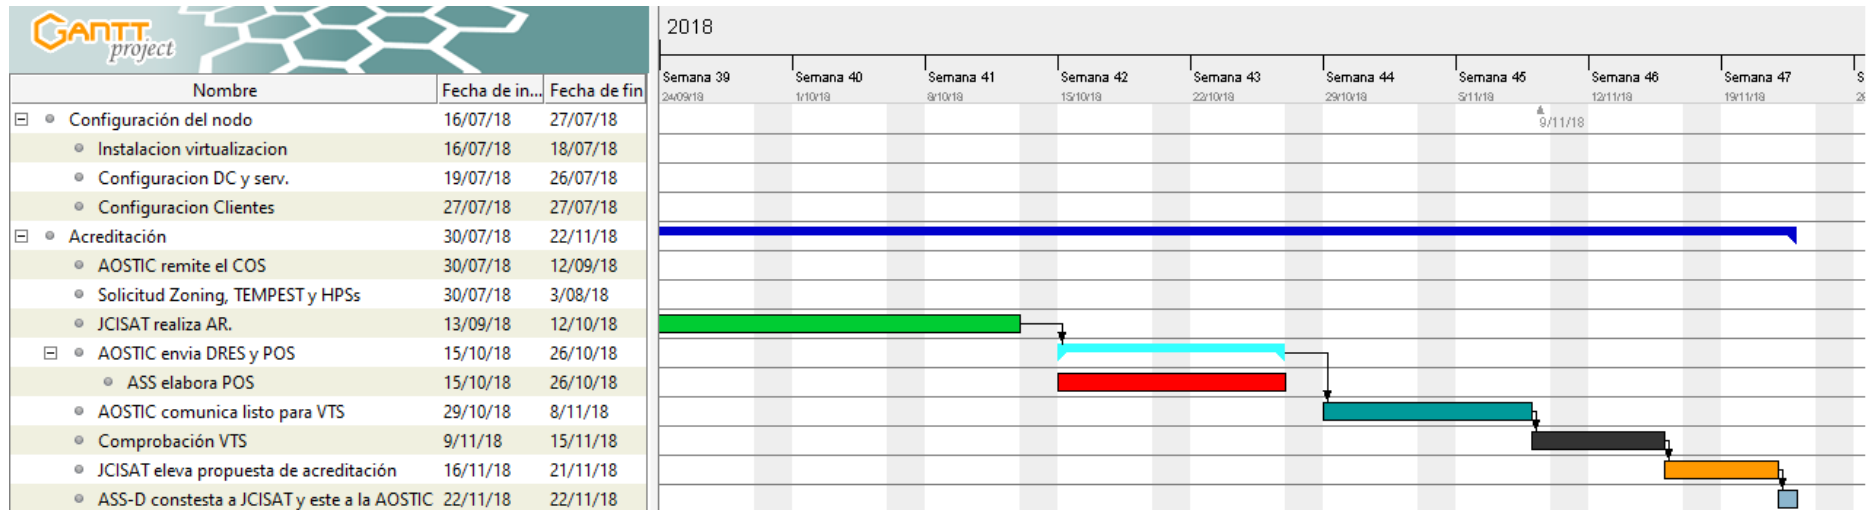 GANTT
project
2018
Semana 39 Semana 40 Semana 41 Semana 42 Semana 43 Semana 44 Semana 45 Semana 46 Semana 47 S
24/09/18 1/10/18 8/10/18 15/10/18 22/10/18 29/10/18 5/11/18 12/11/18 19/11/18 26
Nombre Fecha de in... Fecha de fin
9/11/18
Configuración del nodo 16/07/18 27/07/18
Instalacion virtualizacion 16/07/18 18/07/18
Configuracion DC y serv. 19/07/18 26/07/18
Configuracion Clientes 27/07/18 27/07/18
Acreditación 30/07/18 22/11/18
AOSTIC remite el COS 30/07/18 12/09/18
Solicitud Zoning, TEMPEST y HPSs 30/07/18 3/08/18
JCISAT realiza AR. 13/09/18 12/10/18
AOSTIC envia DRES y POS 15/10/18 26/10/18
ASS elabora POS 15/10/18 26/10/18
AOSTIC comunica listo para VTS 29/10/18 8/11/18
Comprobación VTS 9/11/18 15/11/18
JCISAT eleva propuesta de acreditación 16/11/18 21/11/18
ASS-D constesta a JCISAT y este a la AOSTIC 22/11/18 22/11/18